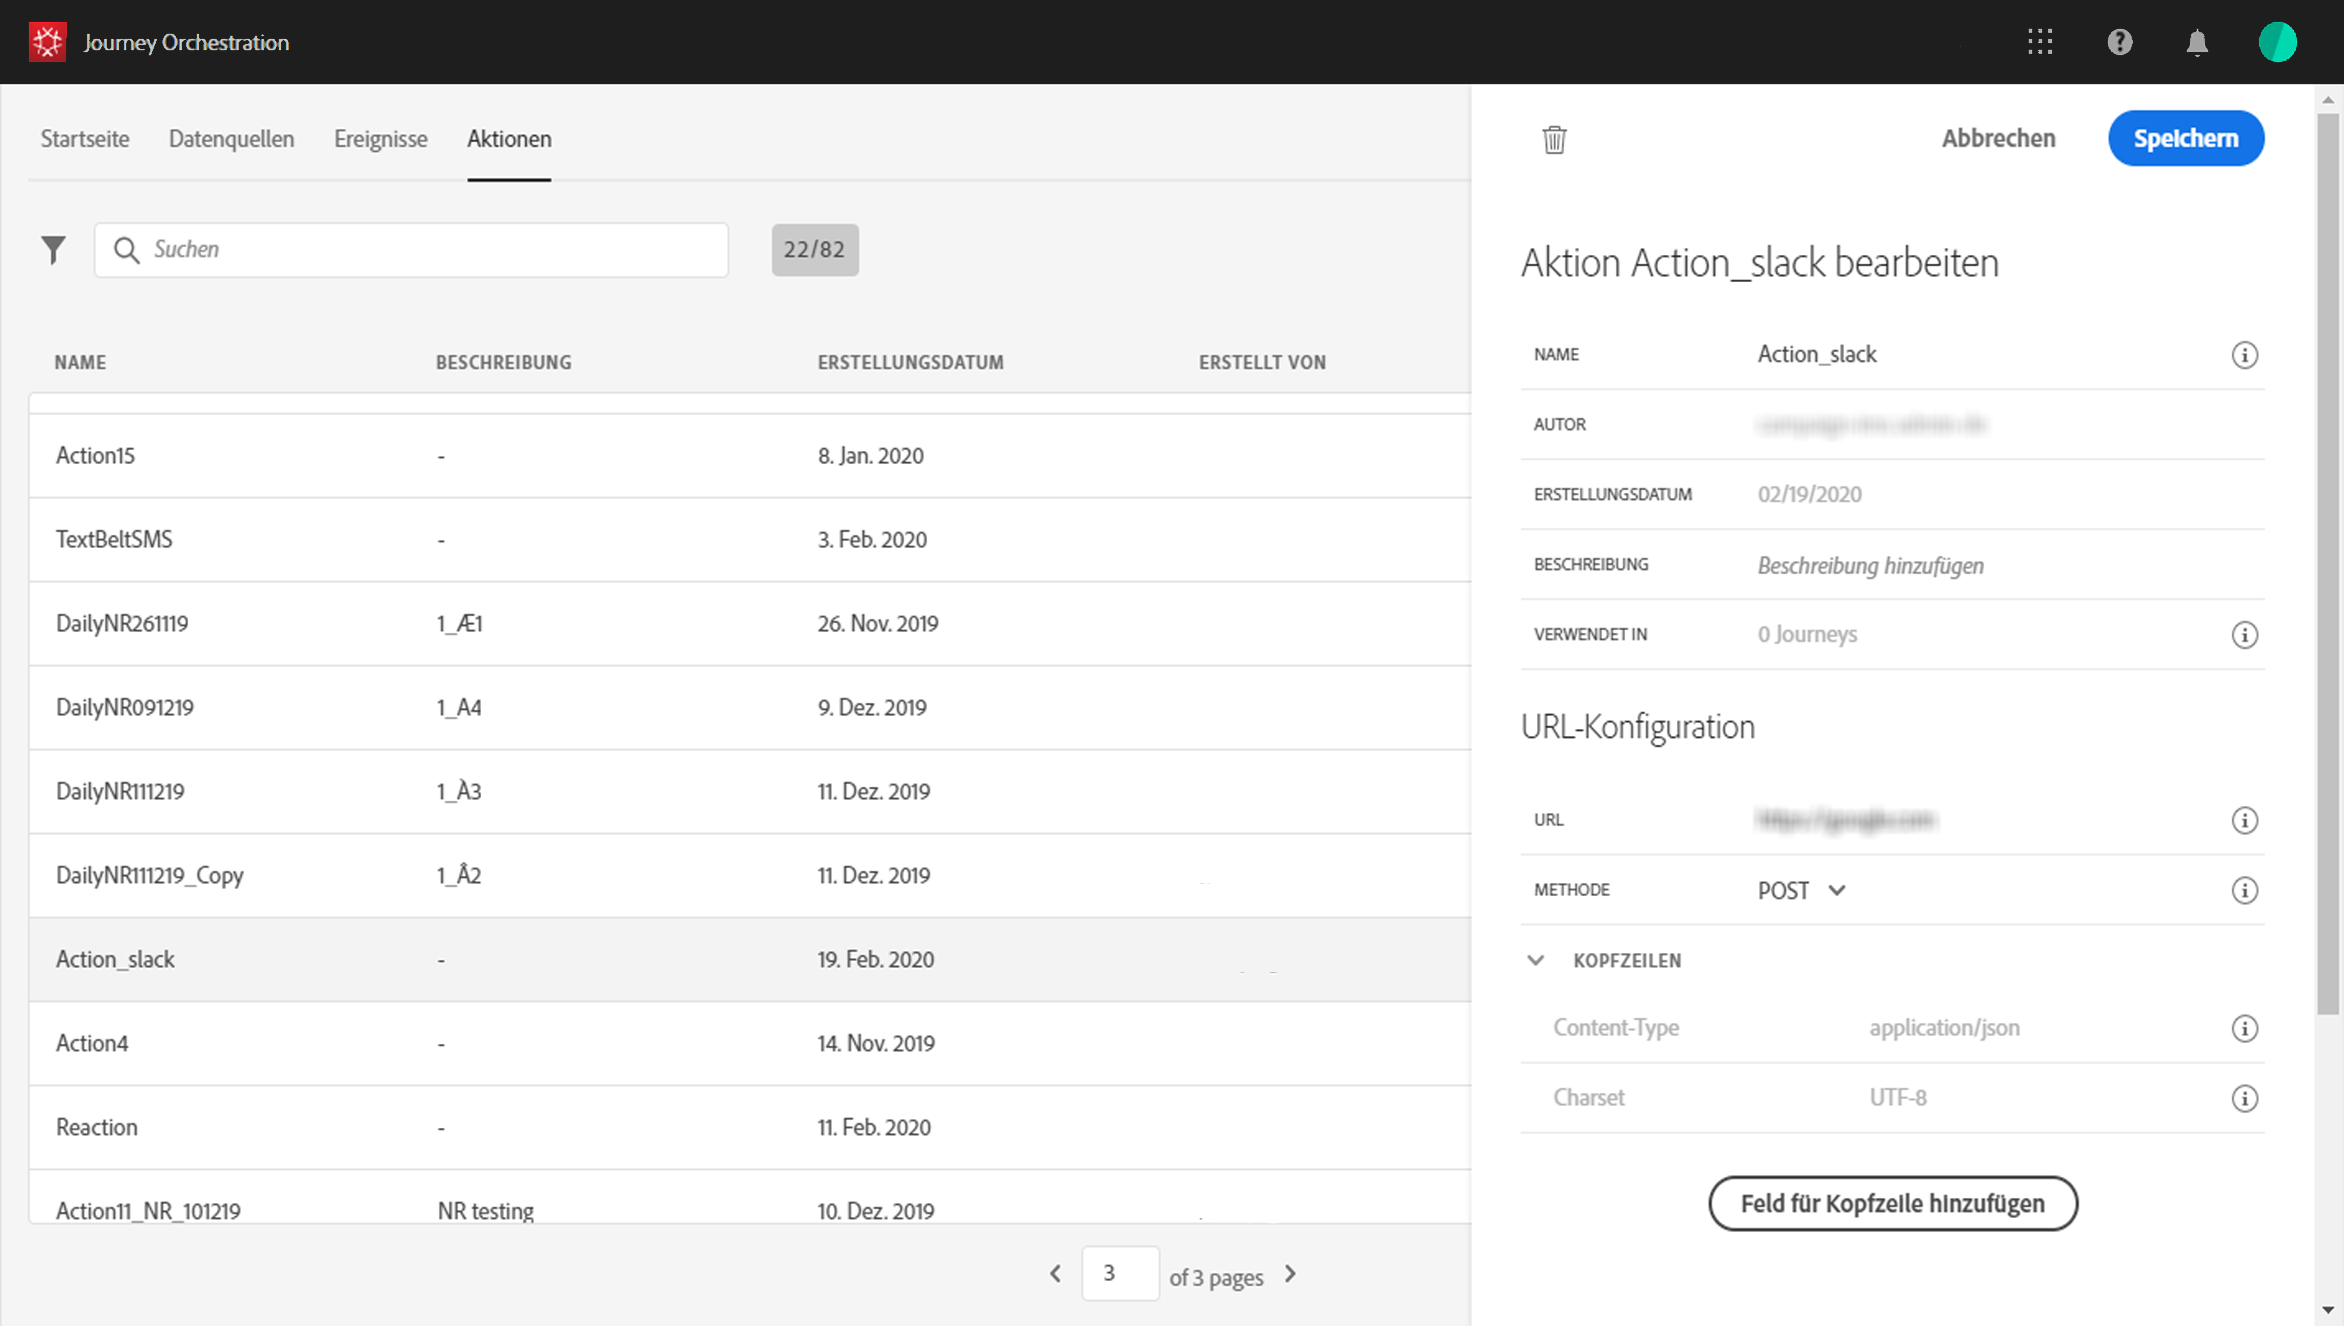 Journey Orchestration
Startseite Datenquellen Ereignisse Aktionen
Suchen
22/82
NAME BESCHREIBUNG ERSTELLUNGSDATUM ERSTELLT VON
Action15 - 8. Jan. 2020
TextBeltSMS - 3. Feb. 2020
DailyNR261119 1_Æ1 26. Nov. 2019
DailyNR091219 1_A4 9. Dez. 2019
DailyNR111219 1_À3 11. Dez. 2019
DailyNR111219_Copy 1_Â2 11. Dez. 2019
Action_slack - 19. Feb. 2020
Action4 - 14. Nov. 2019
Reaction - 11. Feb. 2020
Action11_NR_101219 NR testing 10. Dez. 2019
3 of 3 pages
Abbrechen Speichern
Aktion Action_slack bearbeiten
NAME Action_slack
AUTOR
ERSTELLUNGSDATUM 02/19/2020
BESCHREIBUNG Beschreibung hinzufügen
VERWENDET IN 0 Journeys
URL-Konfiguration
URL
METHODE POST
KOPFZEILEN
Content-Type application/json
Charset UTF-8
Feld für Kopfzeile hinzufügen